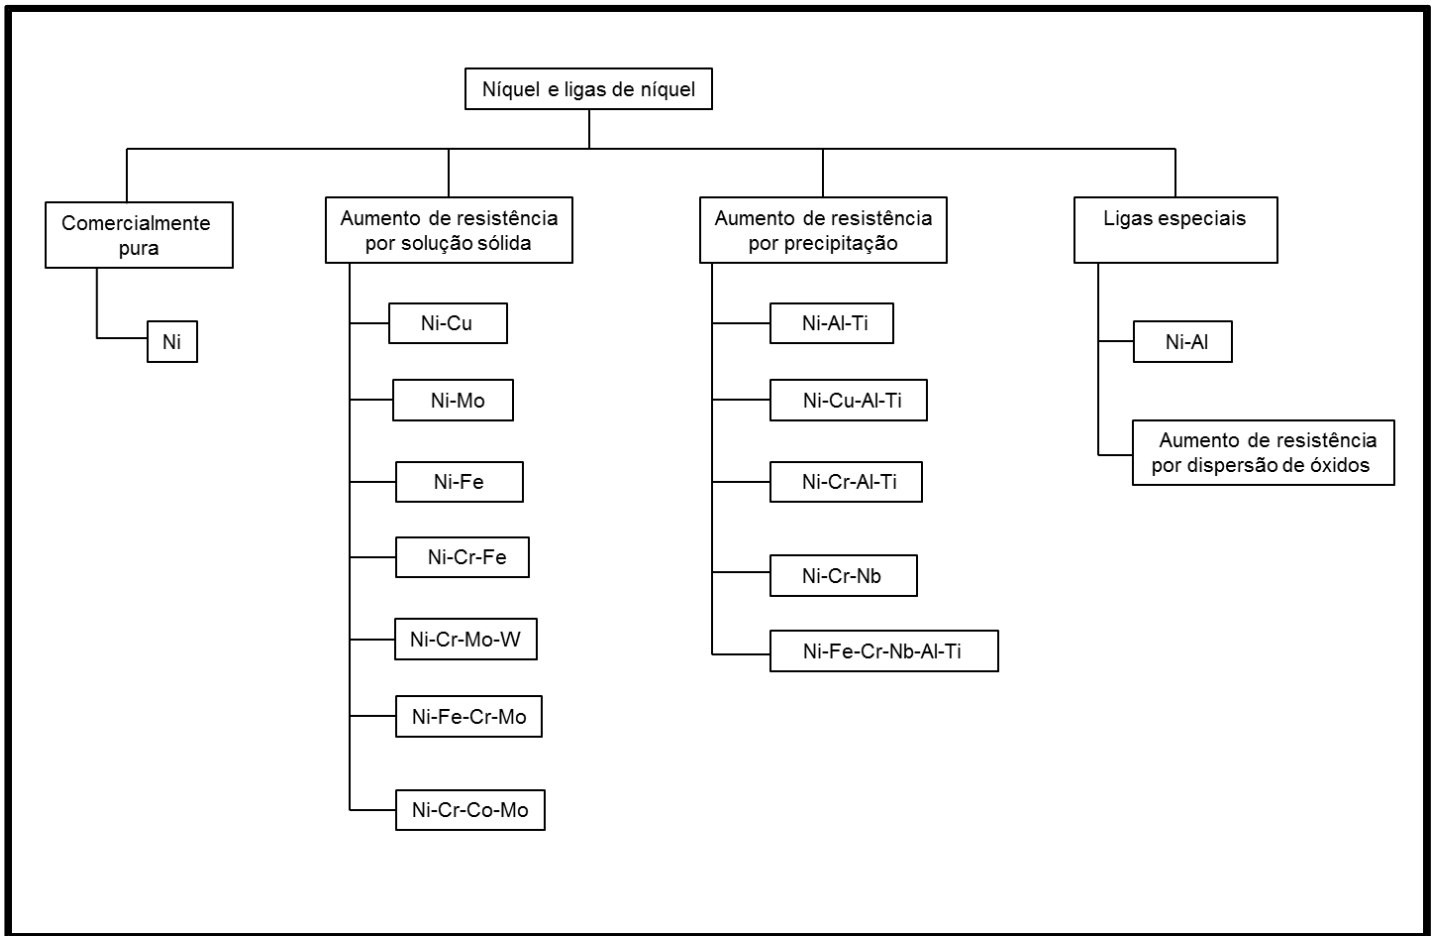 Níquel e ligas de níquel
Comercialmente
pura
Ni
Aumento de resistência
por solução sólida
Ni-Cu
Ni-Mo
Ni-Fe
Ni-Cr-Fe
Ni-Cr-Mo-W
Ni-Fe-Cr-Mo
Ni-Cr-Co-Mo
Aumento de resistência
por precipitação
Ni-Al-Ti
Ni-Cu-Al-Ti
Ni-Cr-Al-Ti
Ni-Cr-Nb
Ni-Fe-Cr-Nb-Al-Ti
Ligas especiais
Ni-Al
Aumento de resistência
por dispersão de óxidos